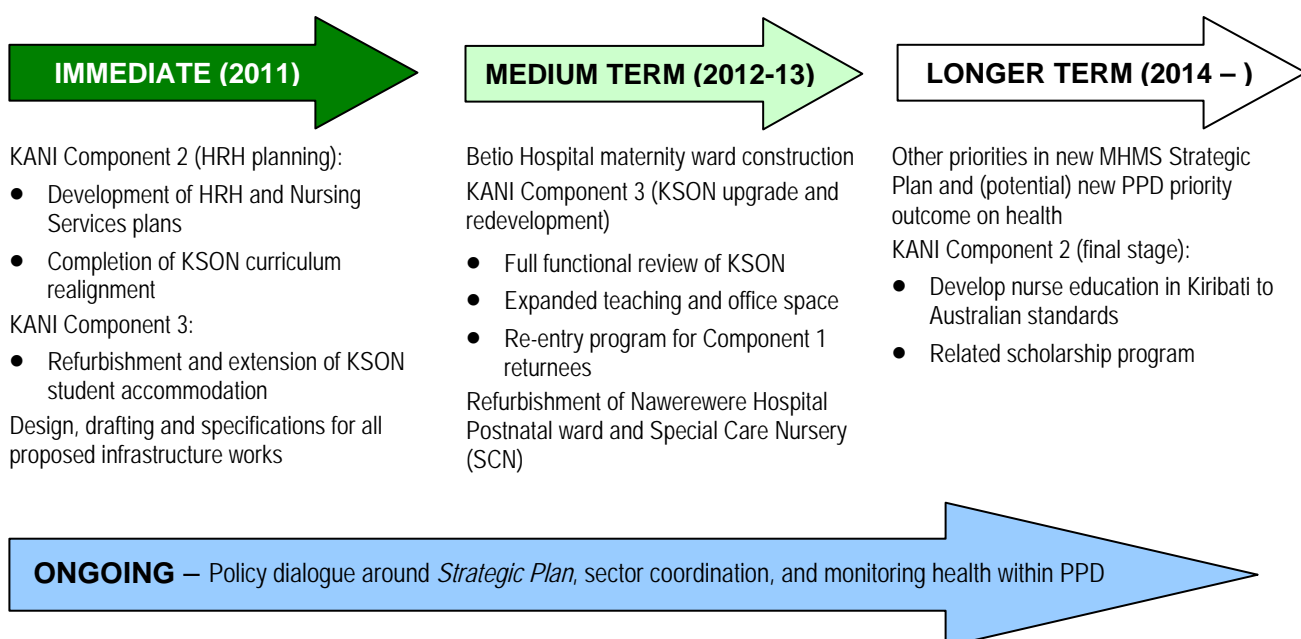 IMMEDIATE (2011)
KANI Component 2 (HRH planning):
● Development of HRH and Nursing
Services plans
● Completion of KSON curriculum
realignment
KANI Component 3:
● Refurbishment and extension of KSON
student accommodation
Design, drafting and specifications for all
proposed infrastructure works
MEDIUM TERM (2012-13)
Betio Hospital maternity ward construction
KANI Component 3 (KSON upgrade and
redevelopment)
● Full functional review of KSON
● Expanded teaching and office space
● Re-entry program for Component 1
returnees
Refurbishment of Nawerewere Hospital
Postnatal ward and Special Care Nursery
(SCN)
LONGER TERM (2014 – )
Other priorities in new MHMS Strategic
Plan and (potential) new PPD priority
outcome on health
KANI Component 2 (final stage):
● Develop nurse education in Kiribati to
Australian standards
● Related scholarship program
ONGOING – Policy dialogue around Strategic Plan, sector coordination, and monitoring health within PPD